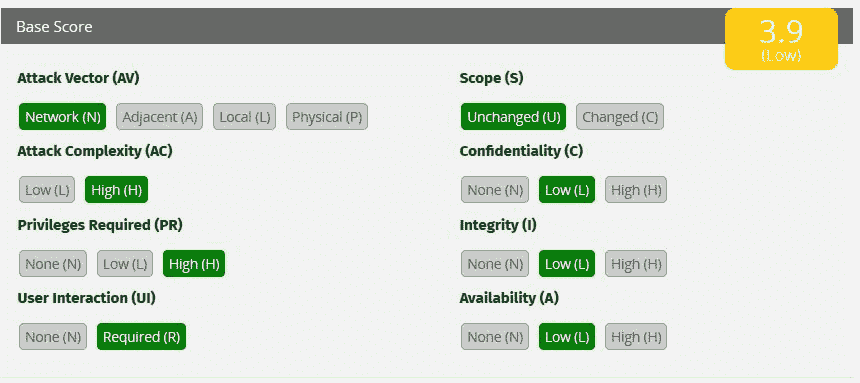 Base Score
3.9
(Low)
Attack Vector (AV)
Network (N) Adjacent (A) Local (L) Physical (P)
Attack Complexity (AC)
Low (L) High (H)
Privileges Required (PR)
None (N) Low (L) High (H)
User Interaction (UI)
None (N) Required (R)
Scope (S)
Unchanged (U) Changed (C)
Confidentiality (C)
None (N) Low (L) High (H)
Integrity (I)
None (N) Low (L) High (H)
Availability (A)
None (N) Low (L) High (H)